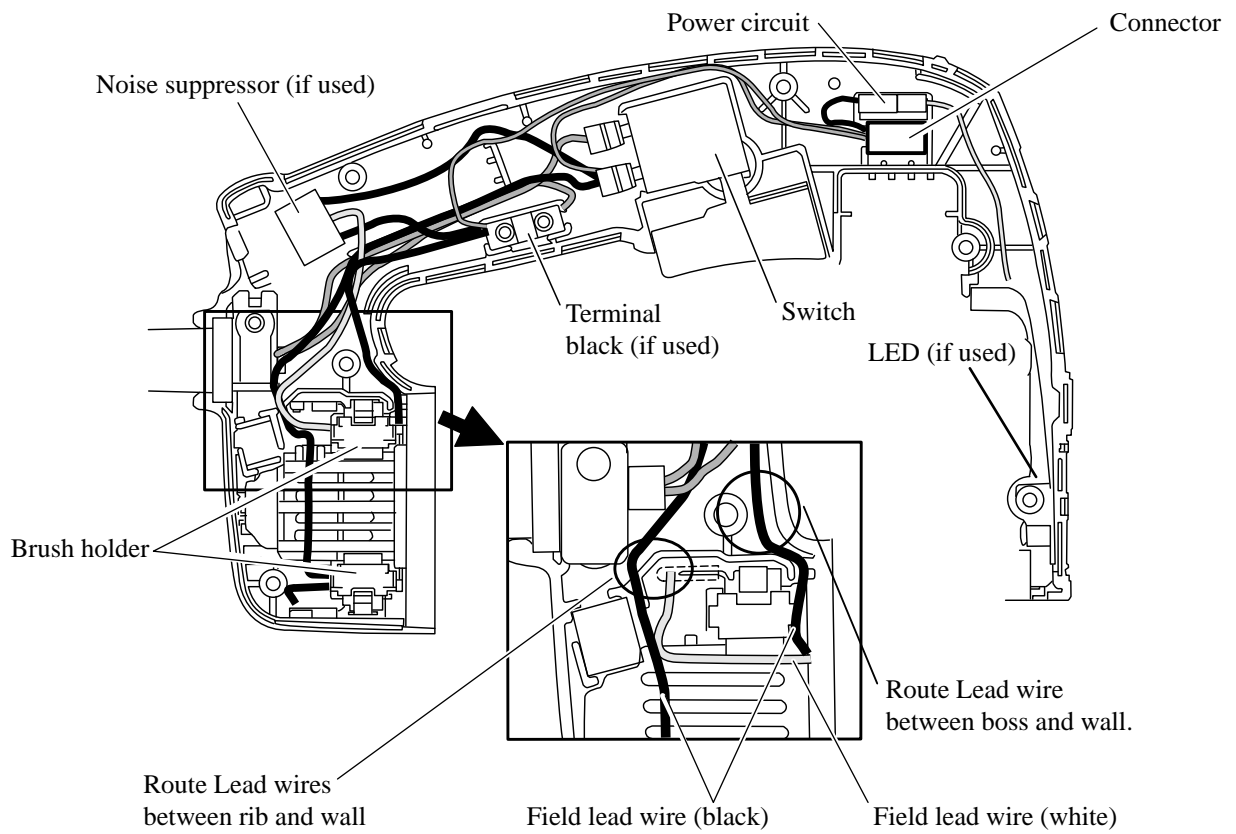 Power circuit
Connector
Noise suppressor (if used)
Terminal
black (if used)
Switch
LED (if used)
Brush holder
Route Lead wire
between boss and wall.
Route Lead wires
between rib and wall
Field lead wire (black)
Field lead wire (white)